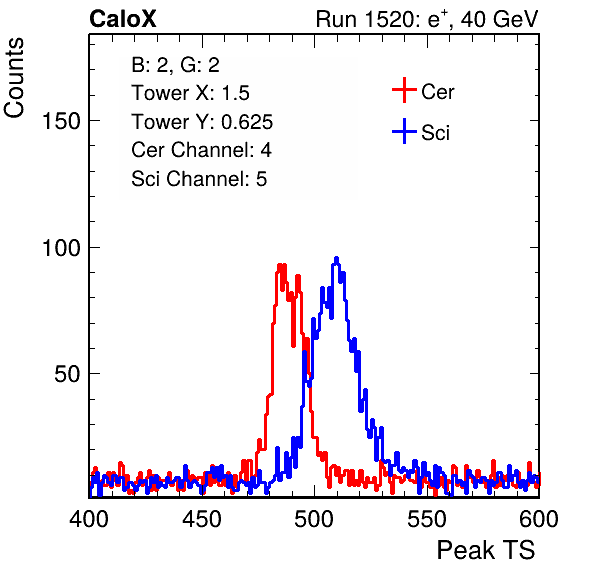 CaloX
Run 1520: e+, 40 GeV
Counts
B: 2, G: 2
Tower X: 1.5
Tower Y: 0.625
Cer Channel: 4
Sci Channel: 5
Cer
Sci
150
100
50
400 450 500 550 600
Peak TS